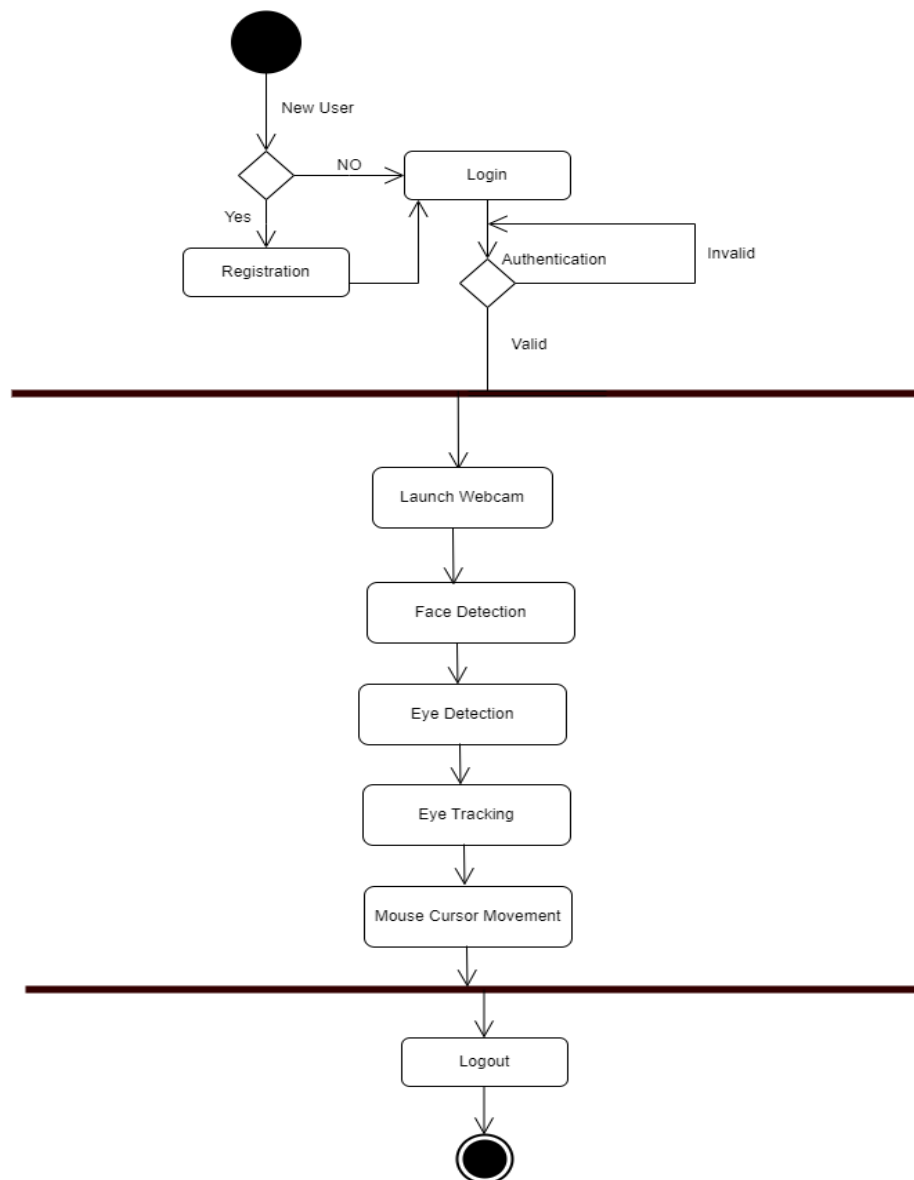 New User
NO
Login
Yes
Registration
Authentication
Invalid
Valid
Launch Webcam
Face Detection
Eye Detection
Eye Tracking
Mouse Cursor Movement
Logout